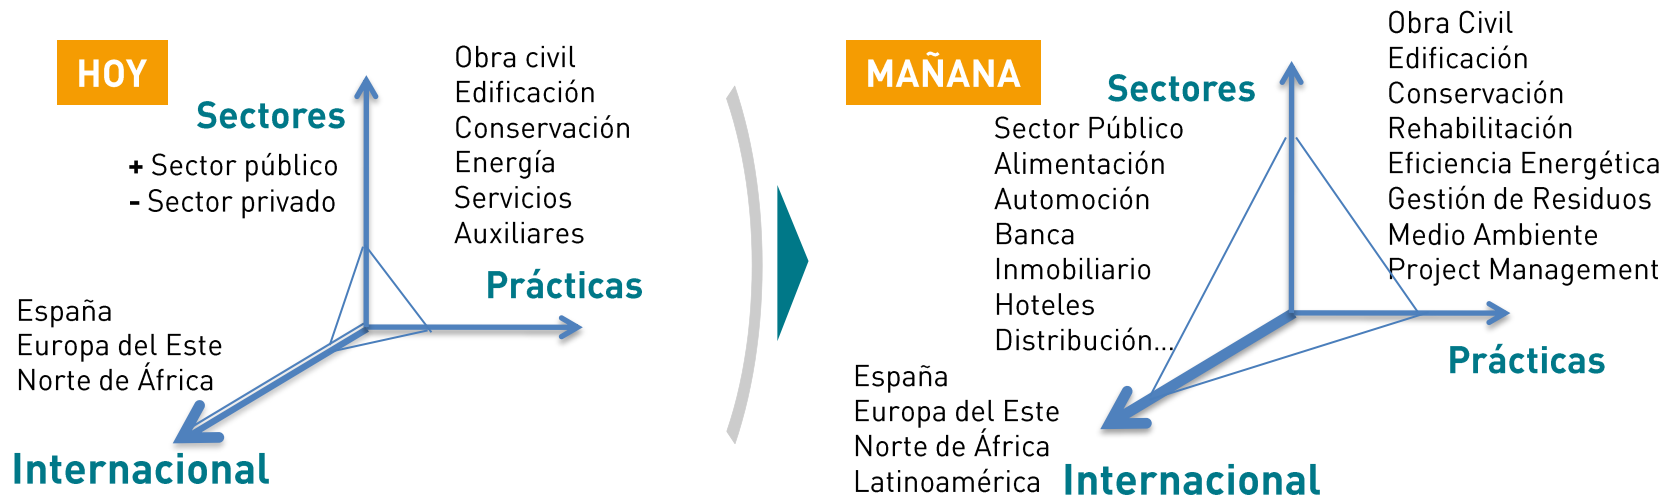 HOY
Sectores
+ Sector público
- Sector privado
Obra civil
Edificación
Conservación
Energía
Servicios
Auxiliares
Prácticas
España
Europa del Este
Norte de África
Internacional
MAÑANA
Sectores
Sector Público
Alimentación
Automoción
Banca
Inmobiliario
Hoteles
Distribución...
Obra Civil
Edificación
Conservación
Rehabilitación
Eficiencia Energética
Gestión de Residuos
Medio Ambiente
Project Management
Prácticas
España
Europa del Este
Norte de África
Latinoamérica
Internacional